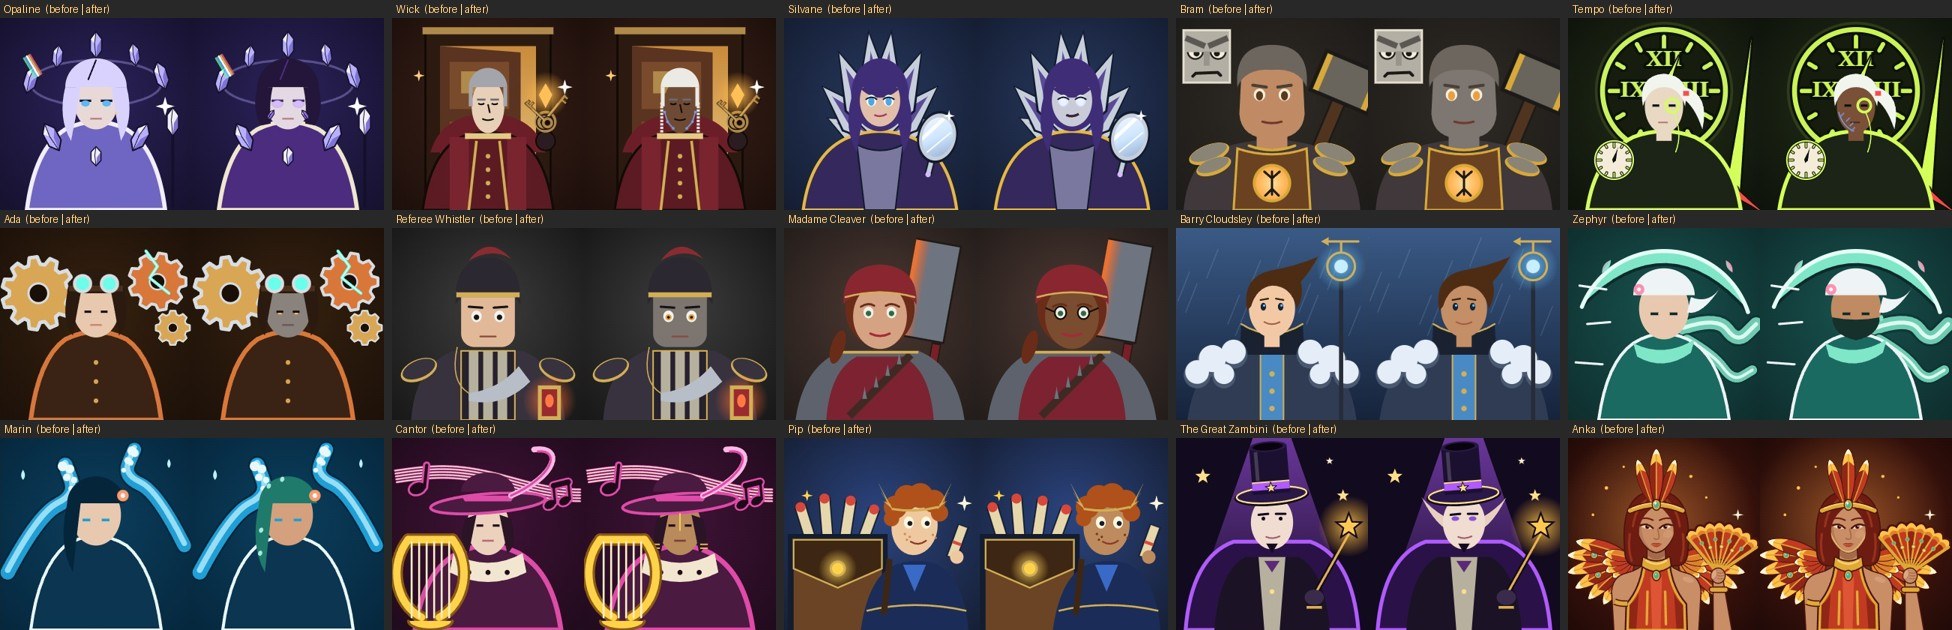 Opaline (before | after)
Wick (before | after)
Silvane (before | after)
Bram (before | after)
Tempo (before | after)
XII
IX III
XII
IX III
Ada (before | after)
Referee Whistler (before | after)
Madame Cleaver (before | after)
Barry Cloudsley (before | after)
Zephyr (before | after)
Marin (before | after)
Cantor (before | after)
Pip (before | after)
The Great Zambini (before | after)
Anka (before | after)